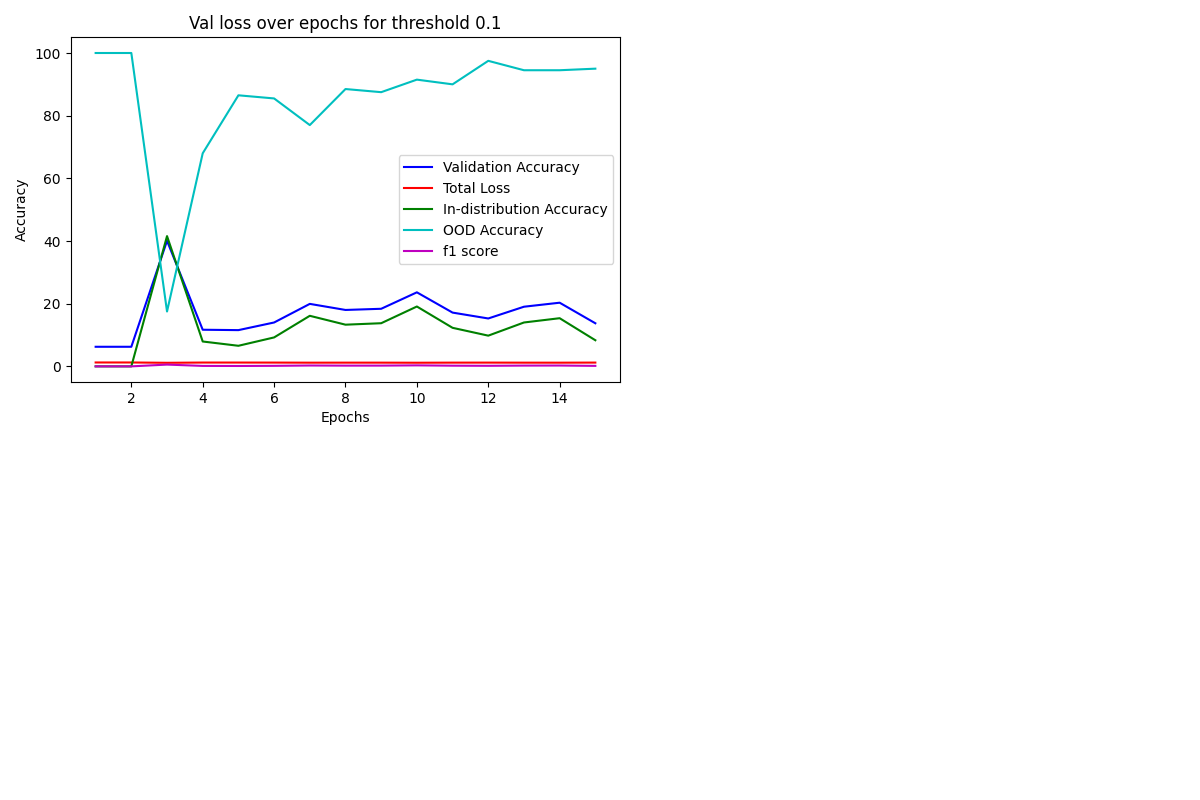 Val loss over epochs for threshold 0.1
Accuracy
100
80
60
40
20
0
Validation Accuracy
Total Loss
In-distribution Accuracy
OOD Accuracy
f1 score
2 4 6 8 10 12 14
Epochs